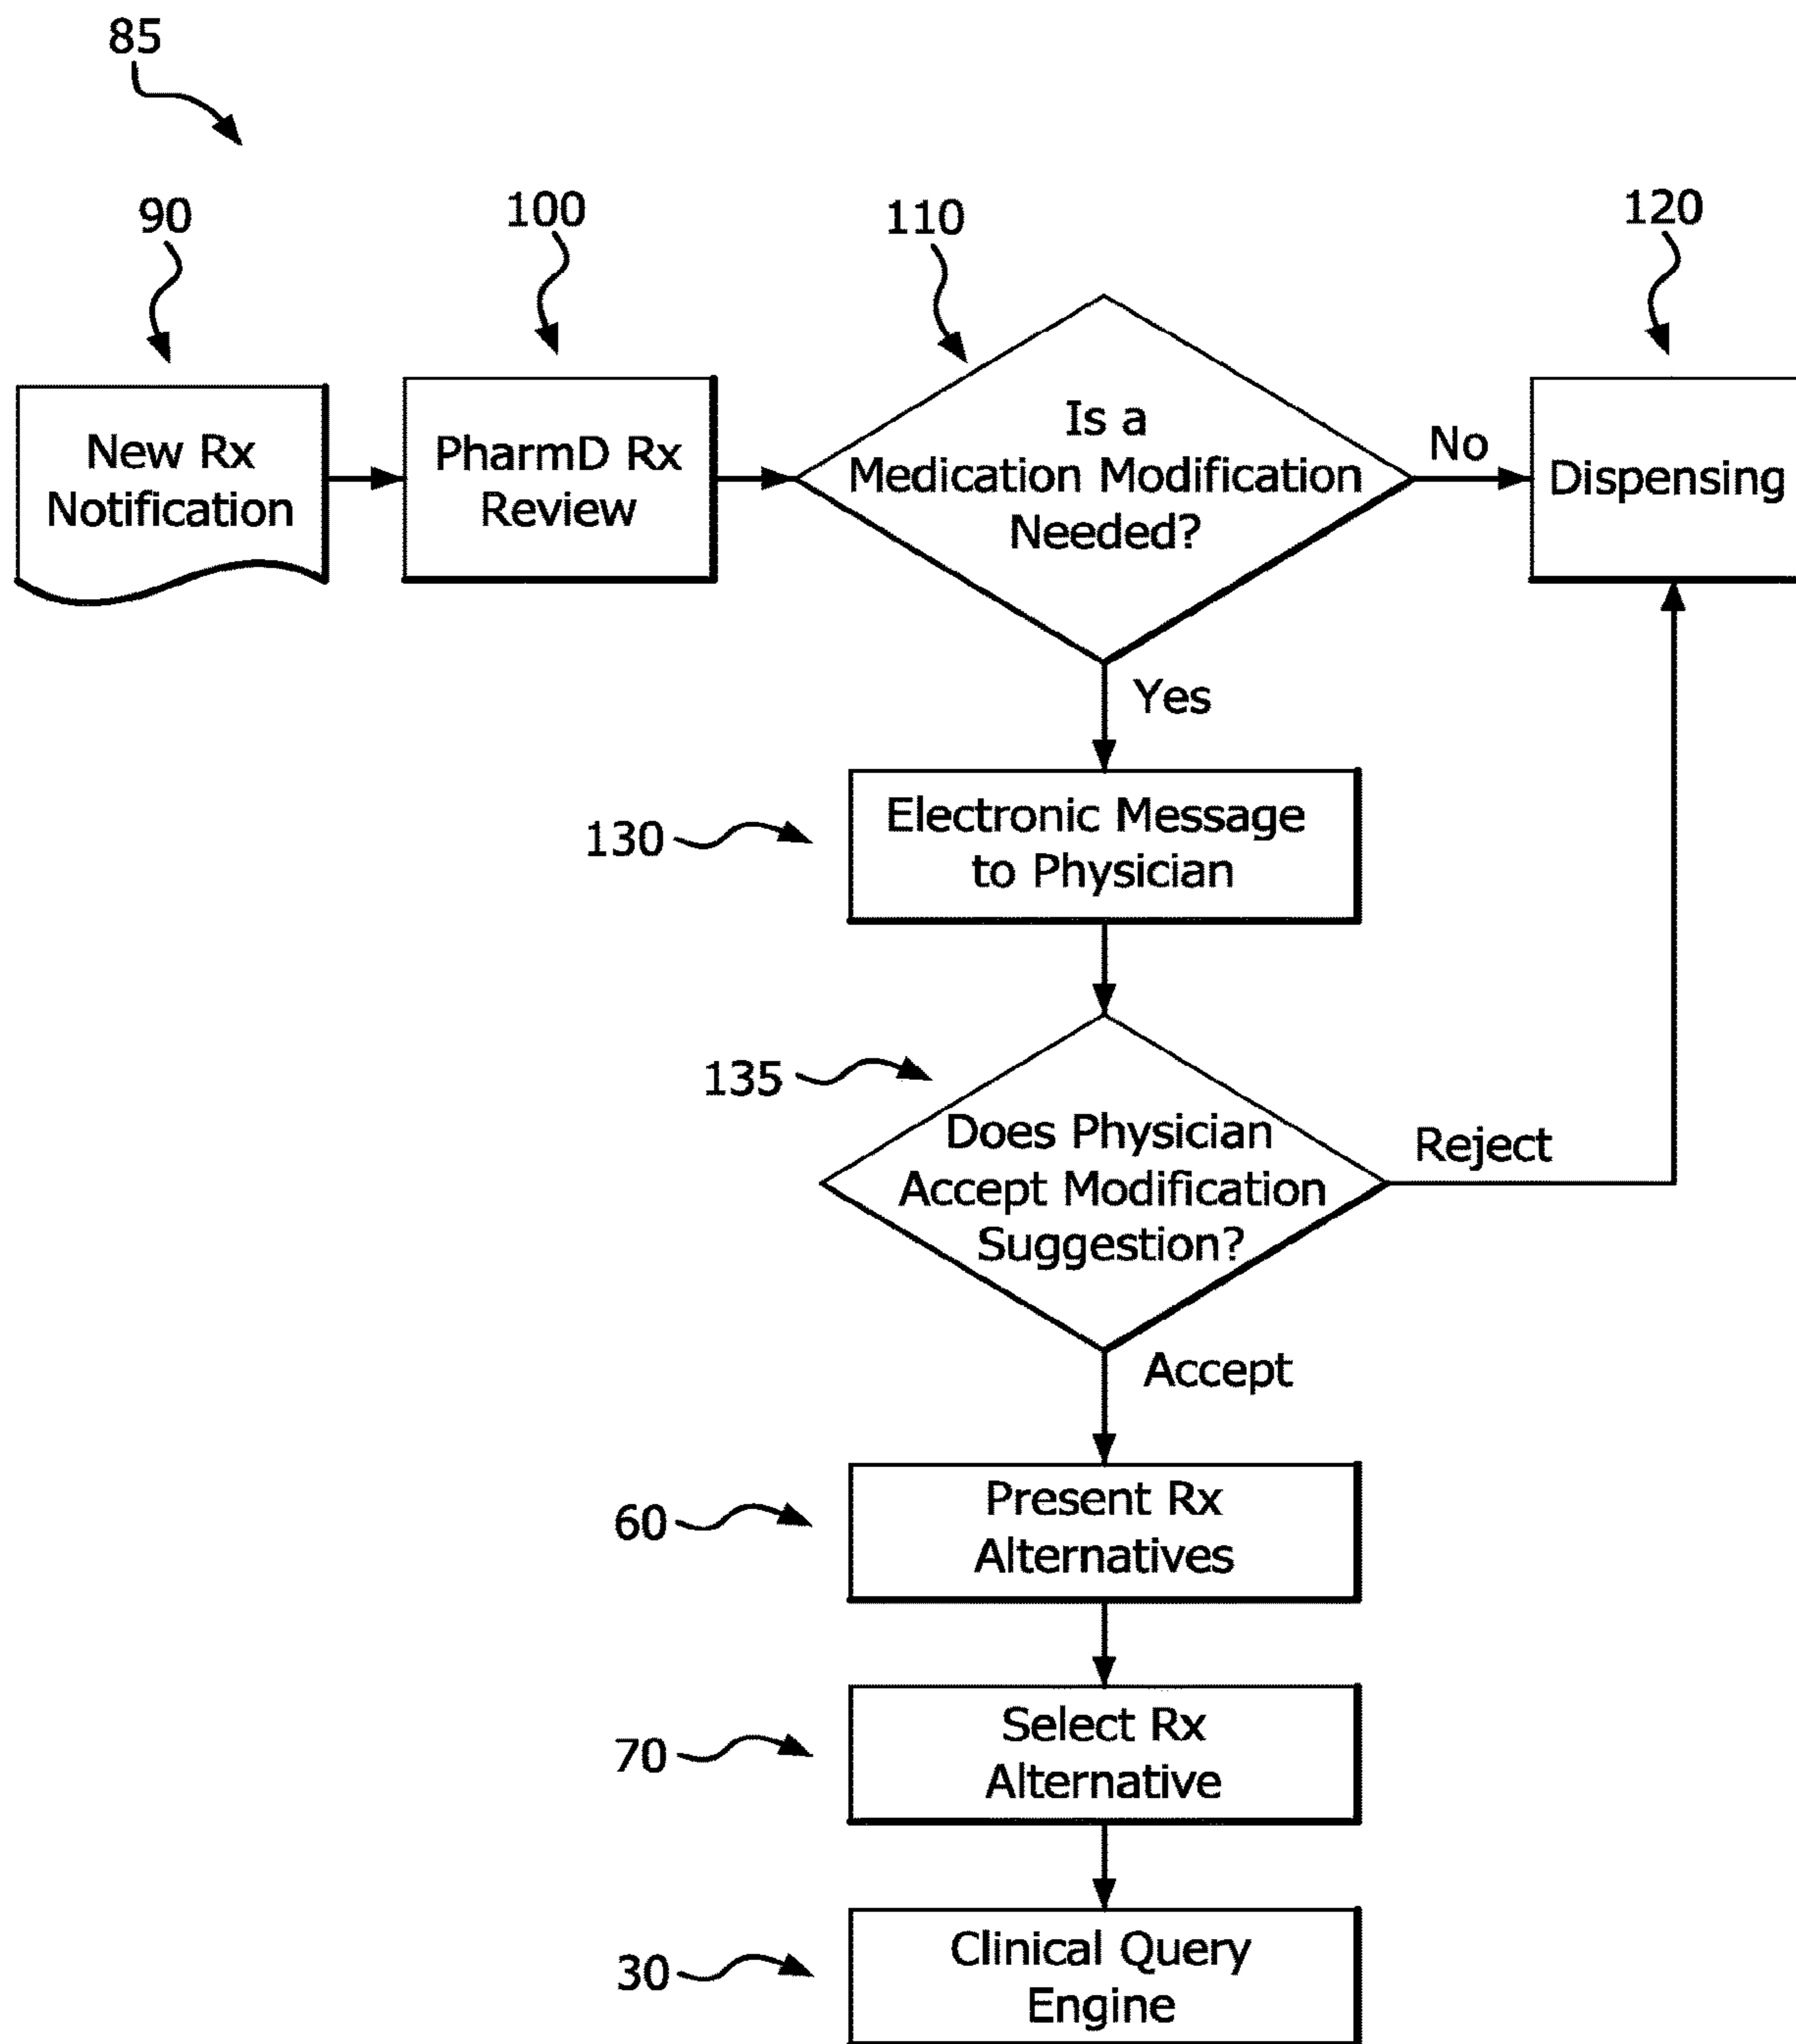 85
90
100
110
120
New Rx
Notification
PharmD Rx
Review
Is a
Medication Modification
Needed?
No
Dispensing
Yes
130
Electronic Message
to Physician
135
Does Physician
Accept Modification
Suggestion?
Reject
Accept
60
Present Rx
Alternatives
70
Select Rx
Alternative
30
Clinical Query
Engine